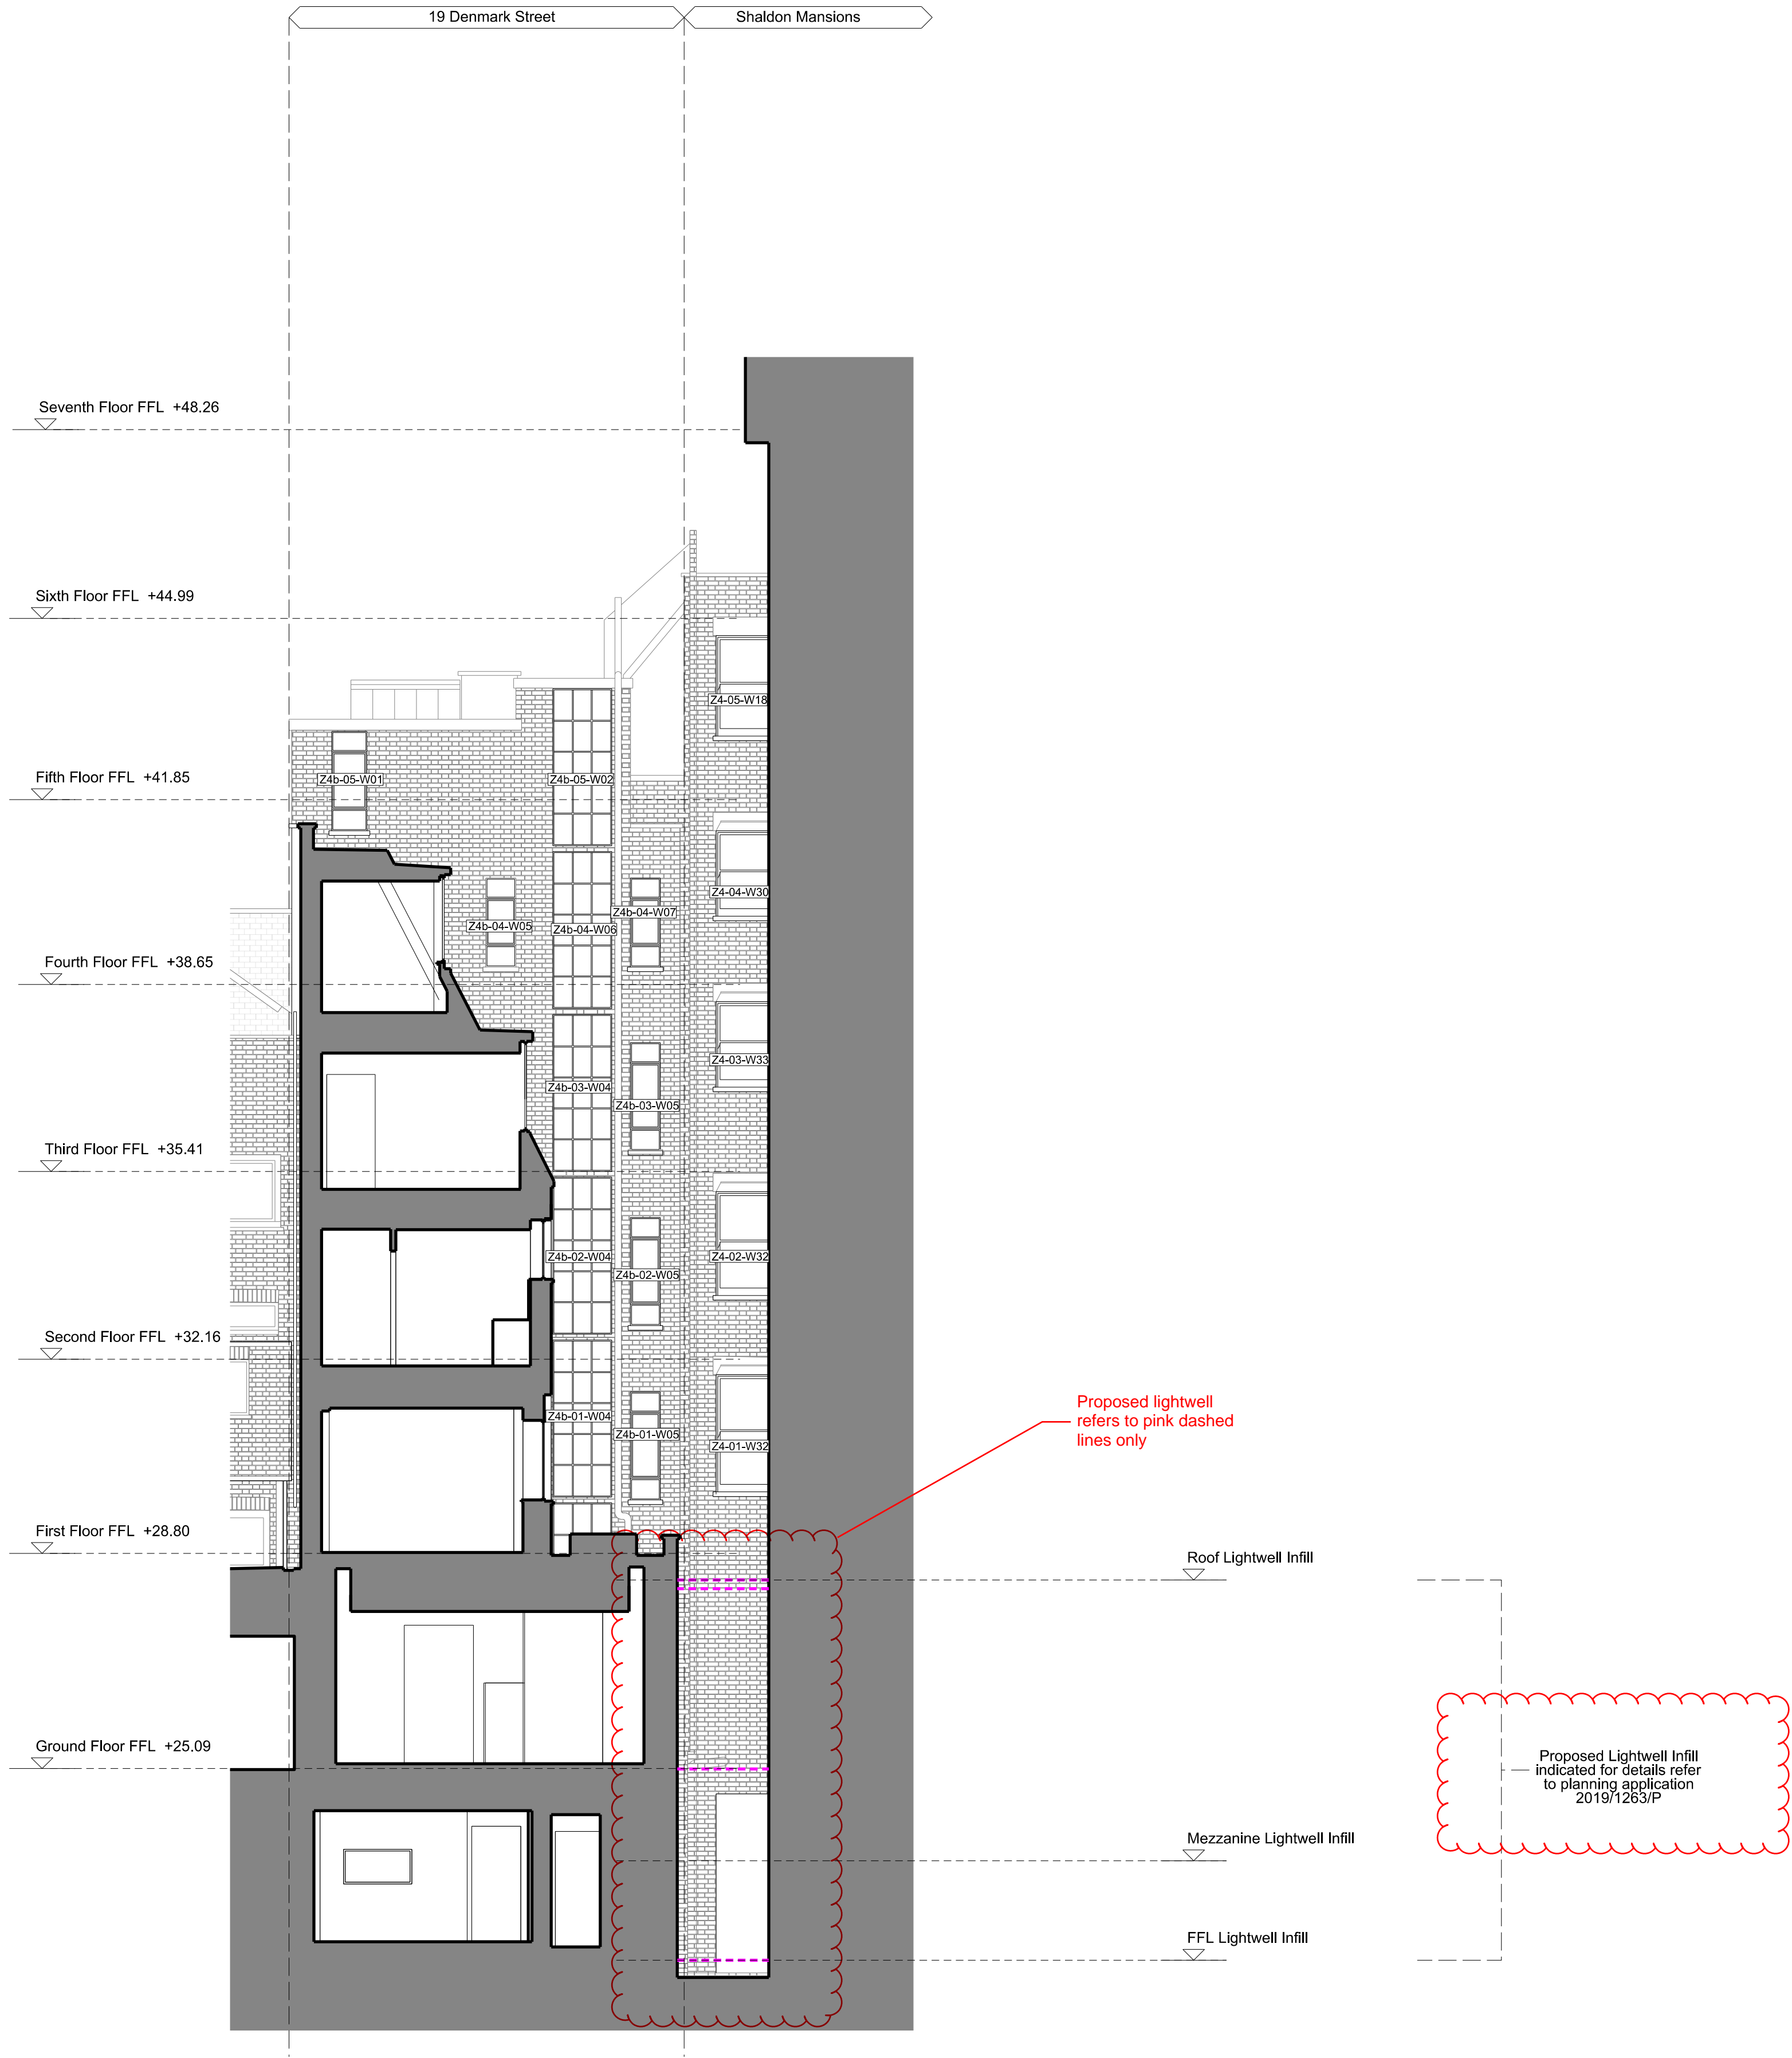 19 Denmark Street
Shaldon Mansions
Seventh Floor FFL +48.26
Sixth Floor FFL +44.99
Z4-05-W18
Fifth Floor FFL +41.85
Z4b-05-W01
Z4b-05-W02
Z4-04-W30
Z4b-04-W07
Z4b-04-W05
Z4b-04-W06
Fourth Floor FFL +38.65
Z4-03-W33
Z4b-03-W04
Z4b-03-W05
Third Floor FFL +35.41
Z4b-02-W04
Z4-02-W32
Z4b-02-W05
Second Floor FFL +32.16
Z4b-01-W04
Z4b-01-W05
Z4-01-W32
Proposed lightwell
refers to pink dashed
lines only
First Floor FFL +28.80
Roof Lightwell Infill
Ground Floor FFL +25.09
Proposed Lightwell Infill
indicated for details refer
to planning application
2019/1263/P
Mezzanine Lightwell Infill
FFL Lightwell Infill